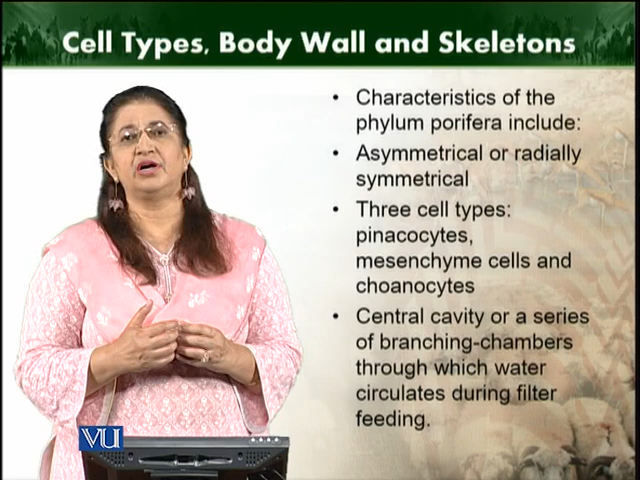 Cell Types, Body Wall and Skeletons
• Characteristics of the
phylum porifera include:
• Asymmetrical or radially
symmetrical
• Three cell types:
pinacocytes,
mesenchyme cells and
choanocytes
• Central cavity or a series
of branching-chambers
through which water
circulates during filter
feeding.
VU